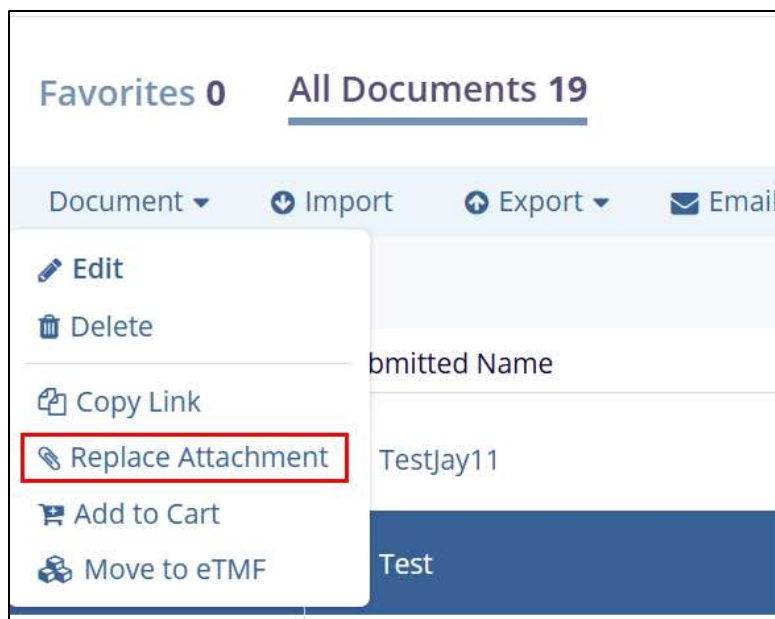 Favorites 0 All Documents 19
Document Import Export Email
Edit
Delete
bmitted Name
Copy Link
Replace Attachment
TestJay11
Add to Cart
Move to eTMF
Test